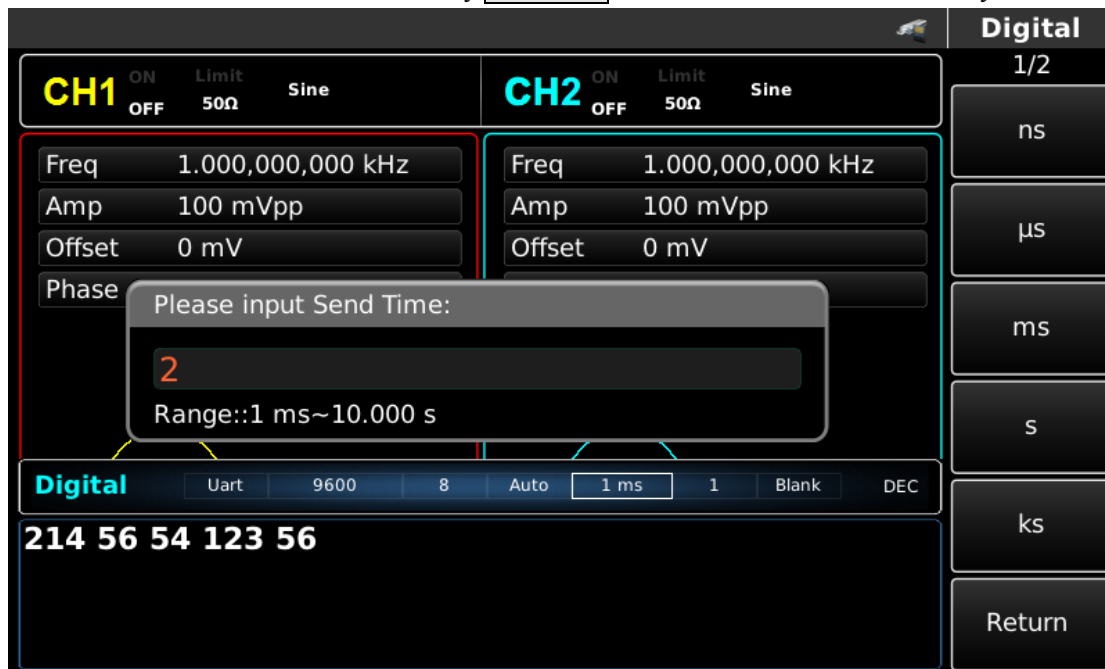 Digital
1/2
CH1 ON OFF Limit 50Ω Sine
CH2 ON OFF Limit 50Ω Sine
Freq 1.000,000,000 kHz
Amp 100 mVpp
Offset 0 mV
Phase
Freq 1.000,000,000 kHz
Amp 100 mVpp
Offset 0 mV
Please input Send Time:
2
Range::1 ms~10.000 s
Digital Uart 9600 8 Auto 1 ms 1 Blank DEC
214 56 54 123 56
ns
µs
ms
s
ks
Return